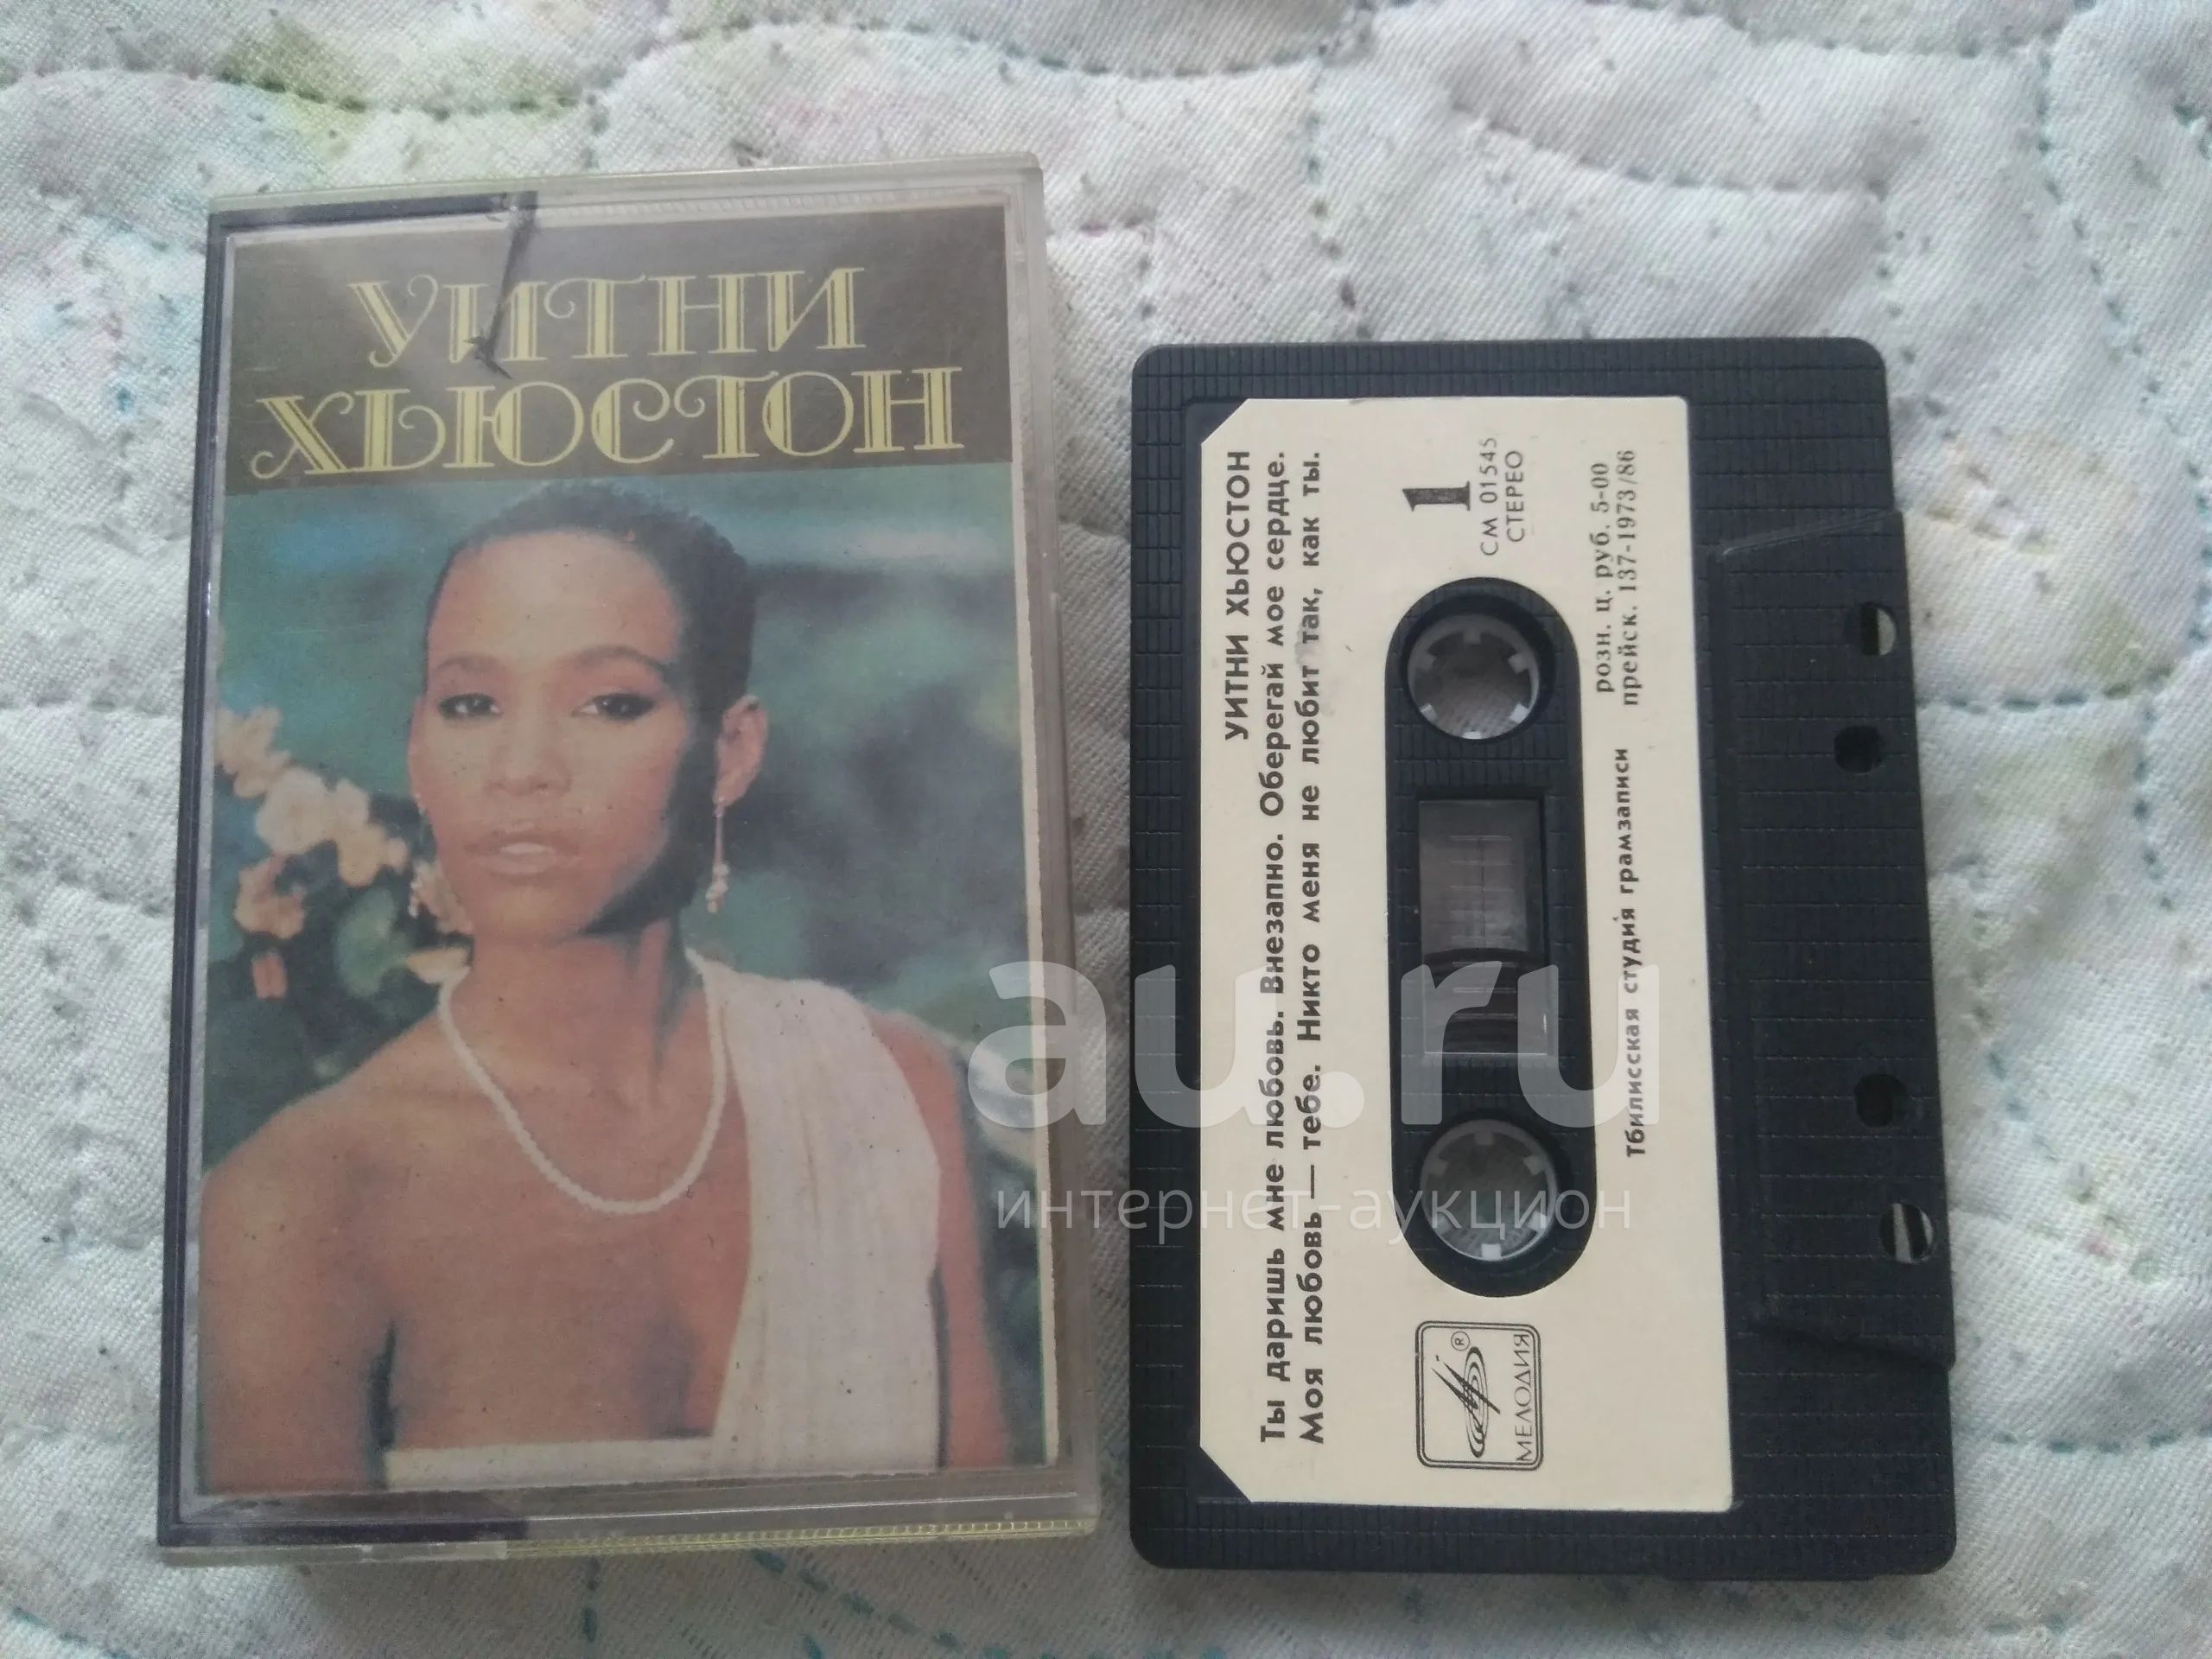 УИТНИ
ХЬЮСТОН
УИТНИ ХЬЮСТОН
Ты даришь мне любовь. Внезапно. Оберегай мое сердце.
Моя любовь — тебе. Никто меня не любит так, как ты.
1
СМ 01545
СТЕРЕО
МЕЛОДИЯ
®
розн. ц. руб. 5-00
прейск. 137-1973/86
Тбилисская студия грамзаписи
au.ru
интернет-аукцион